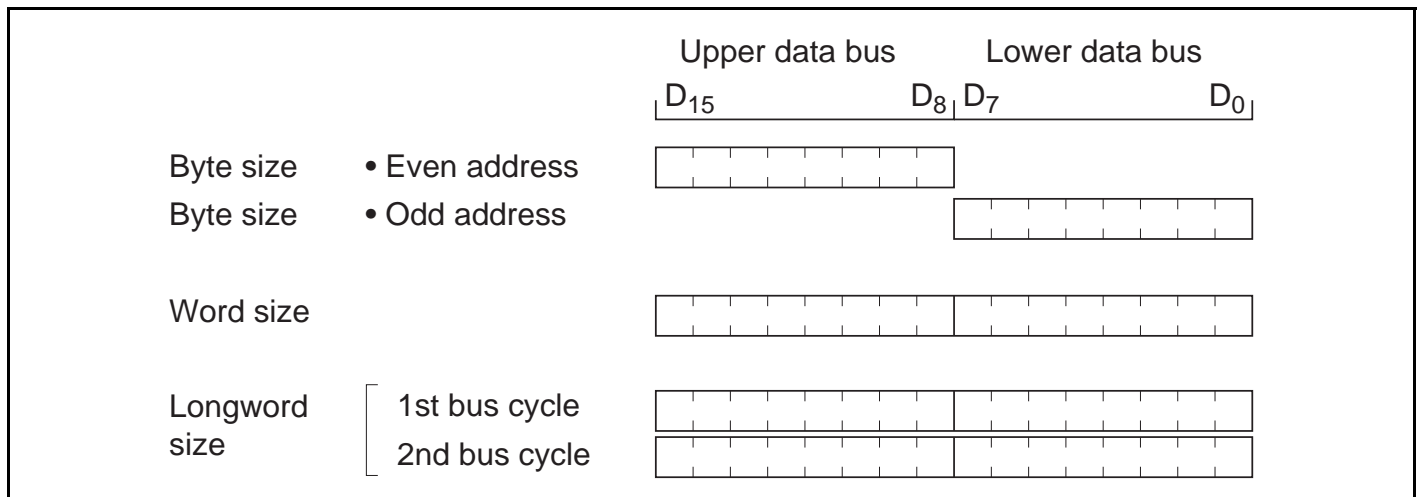 Upper data bus Lower data bus
D15 D8 D7 D0
Byte size • Even address
Byte size • Odd address
Word size
Longword size
1st bus cycle
2nd bus cycle